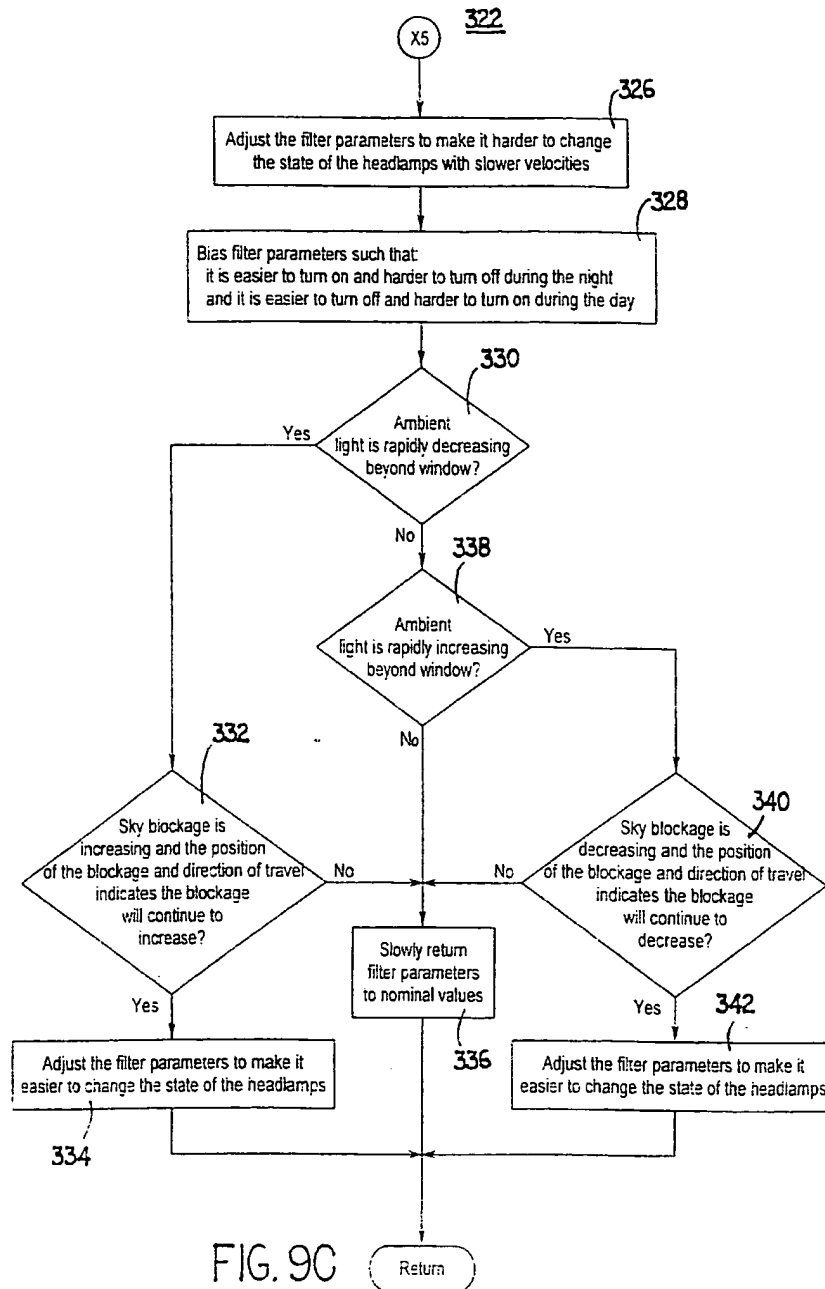 322
X5
326
Adjust the filter parameters to make it harder to change
the state of the headlamps with slower velocities
328
Bias filter parameters such that:
it is easier to turn on and harder to turn off during the night
and it is easier to turn off and harder to turn on during the day
330
Ambient
light is rapidly decreasing
beyond window?
Yes
No
338
Ambient
light is rapidly increasing
beyond window?
Yes
No
332
Sky blockage is
increasing and the position
of the blockage and direction of travel
indicates the blockage
will continue to
increase?
No
Yes
340
Sky blockage is
decreasing and the position
of the blockage and direction of travel
indicates the blockage
will continue to
decrease?
No
Yes
Slowly return
filter parameters
to nominal values
336
Adjust the filter parameters to make it
easier to change the state of the headlamps
334
342
Adjust the filter parameters to make it
easier to change the state of the headlamps
FIG. 9C
Return